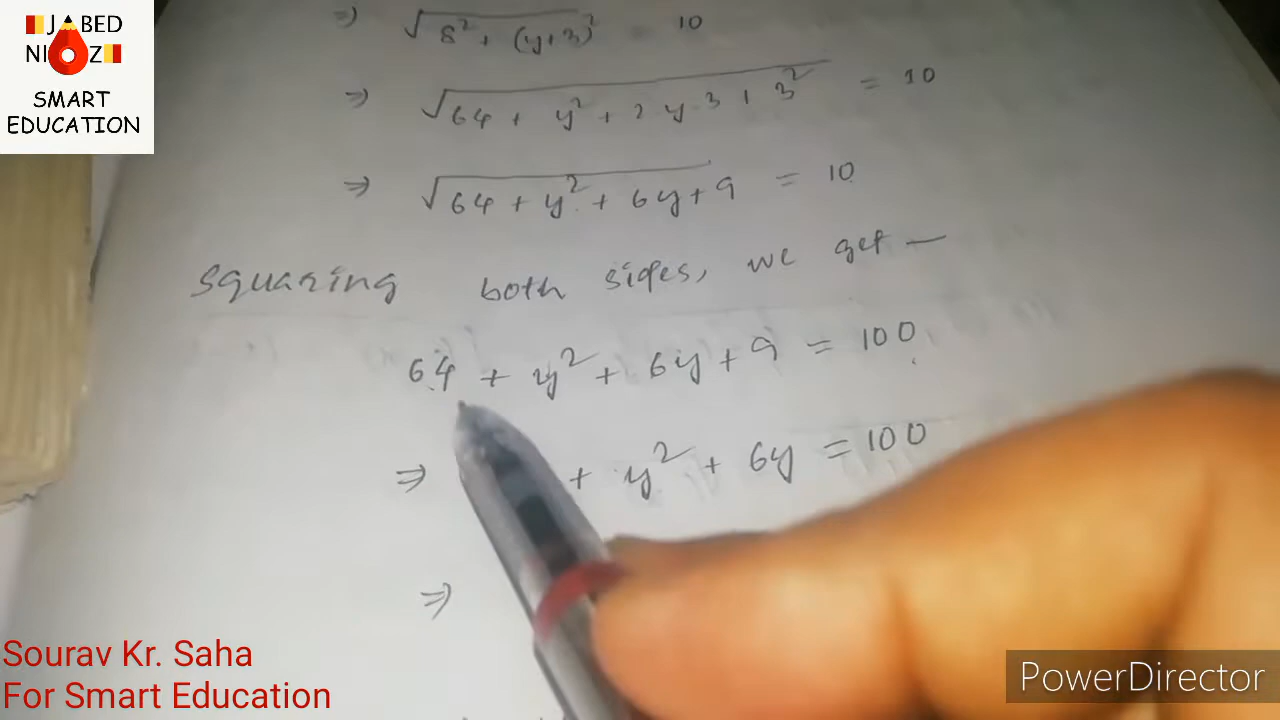 JABED
NIOZ
SMART
EDUCATION
⇒ √8² + (y+3)² = 10
⇒ √64 + y² + 2 y 3 + 3² = 10
⇒ √64 + y² + 6y + 9 = 10
Squaring both sides, we get —
64 + y² + 6y + 9 = 100
⇒ + y² + 6y = 100
⇒
Sourav Kr. Saha
For Smart Education
PowerDirector